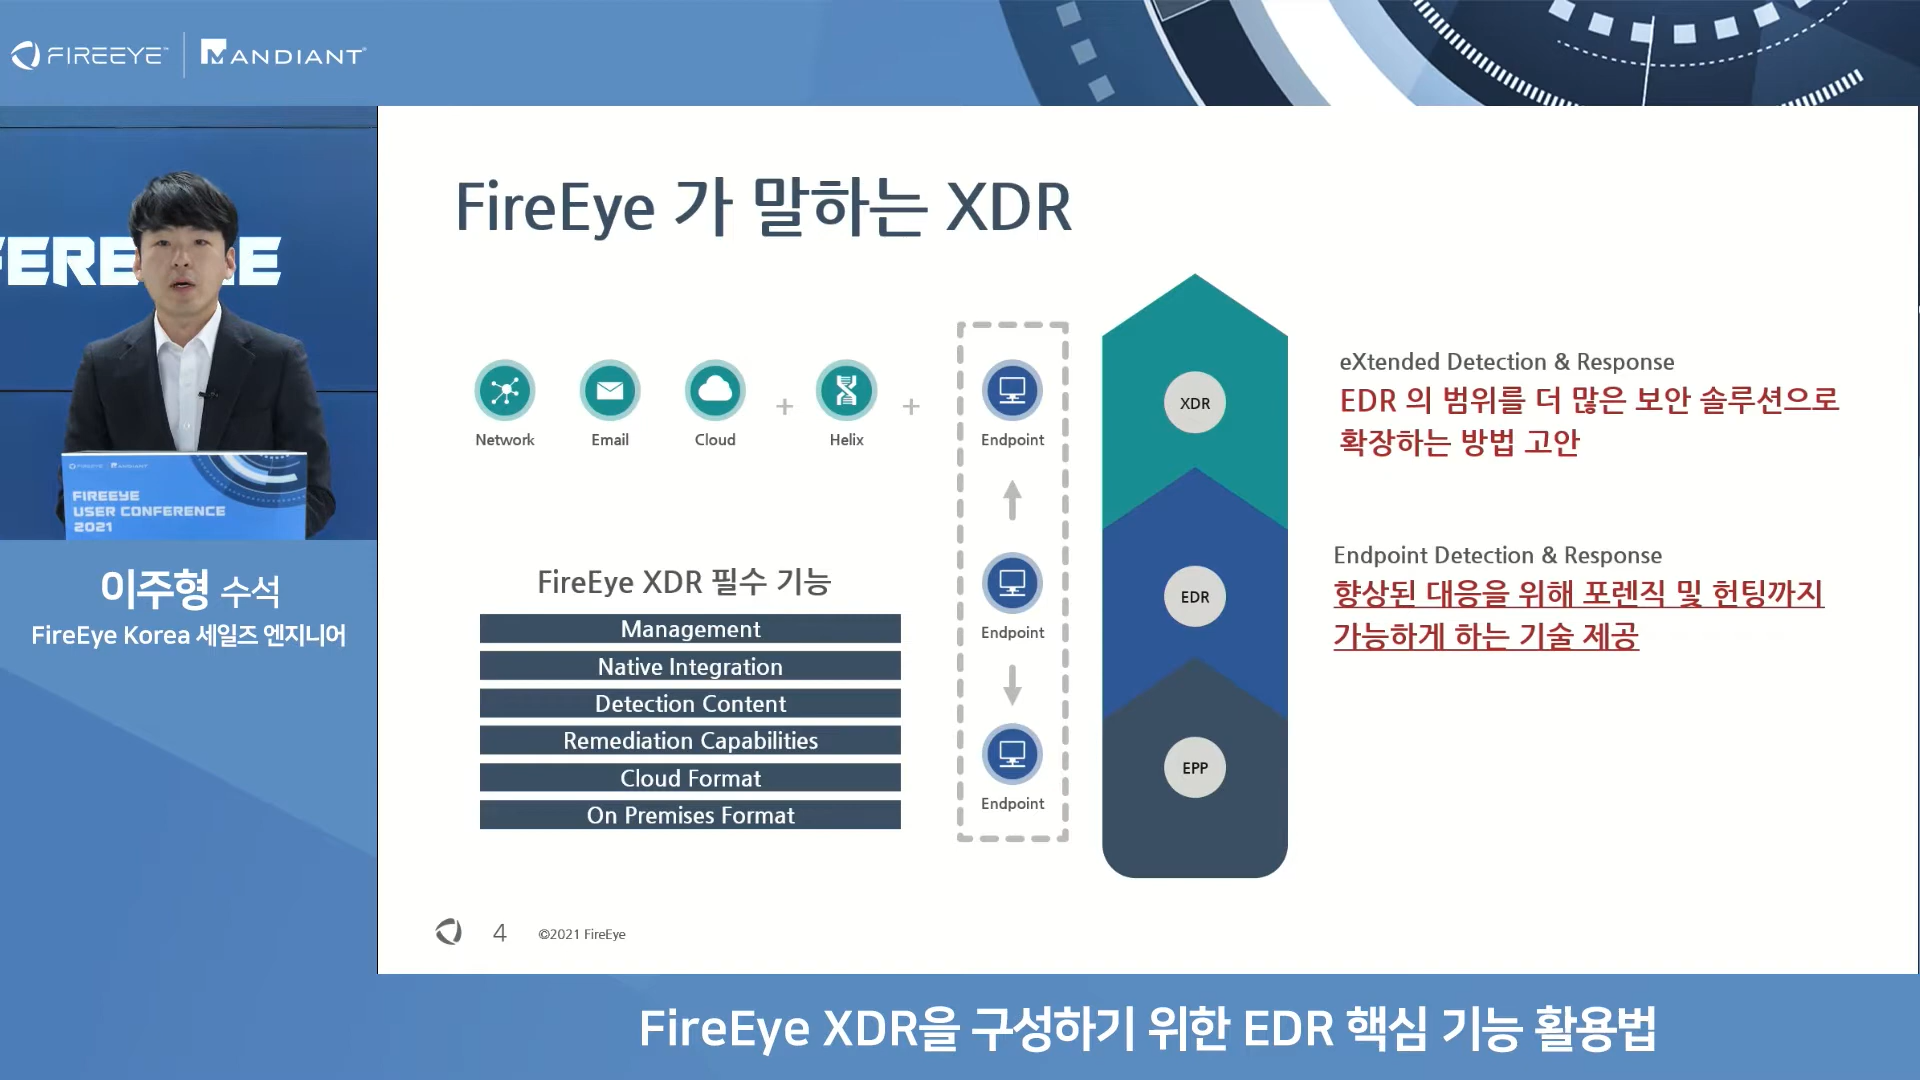 FIREEYE™ MANDIANT®
FERE E
FIREEYE MANDIANT
FIREEYE
USER CONFERENCE
2021
이주형 수석
FireEye Korea 세일즈 엔지니어
FireEye 가 말하는 XDR
Network
Email
Cloud
+
Helix
+
Endpoint
Endpoint
Endpoint
FireEye XDR 필수 기능
Management
Native Integration
Detection Content
Remediation Capabilities
Cloud Format
On Premises Format
XDR
EDR
EPP
eXtended Detection & Response
EDR 의 범위를 더 많은 보안 솔루션으로
확장하는 방법 고안
Endpoint Detection & Response
향상된 대응을 위해 포렌직 및 헌팅까지
가능하게 하는 기술 제공
4 ©2021 FireEye
FireEye XDR을 구성하기 위한 EDR 핵심 기능 활용법